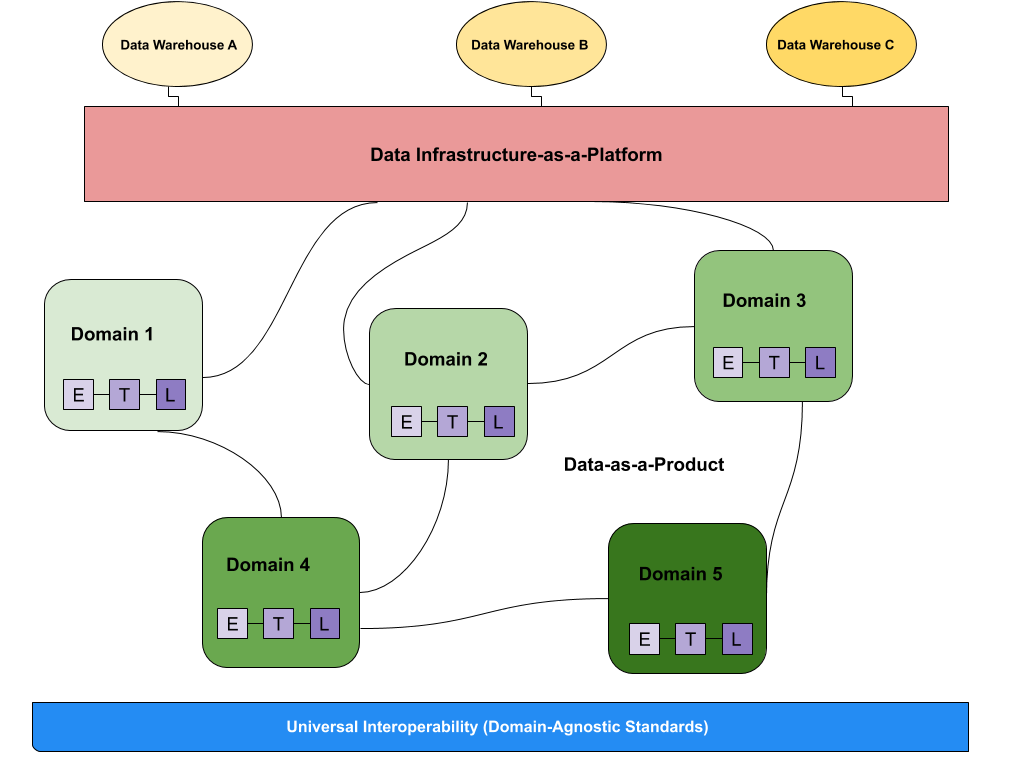 Data Warehouse A
Data Warehouse B
Data Warehouse C
Data Infrastructure-as-a-Platform
Domain 1
E T L
Domain 2
E T L
Domain 3
E T L
Data-as-a-Product
Domain 4
E T L
Domain 5
E T L
Universal Interoperability (Domain-Agnostic Standards)